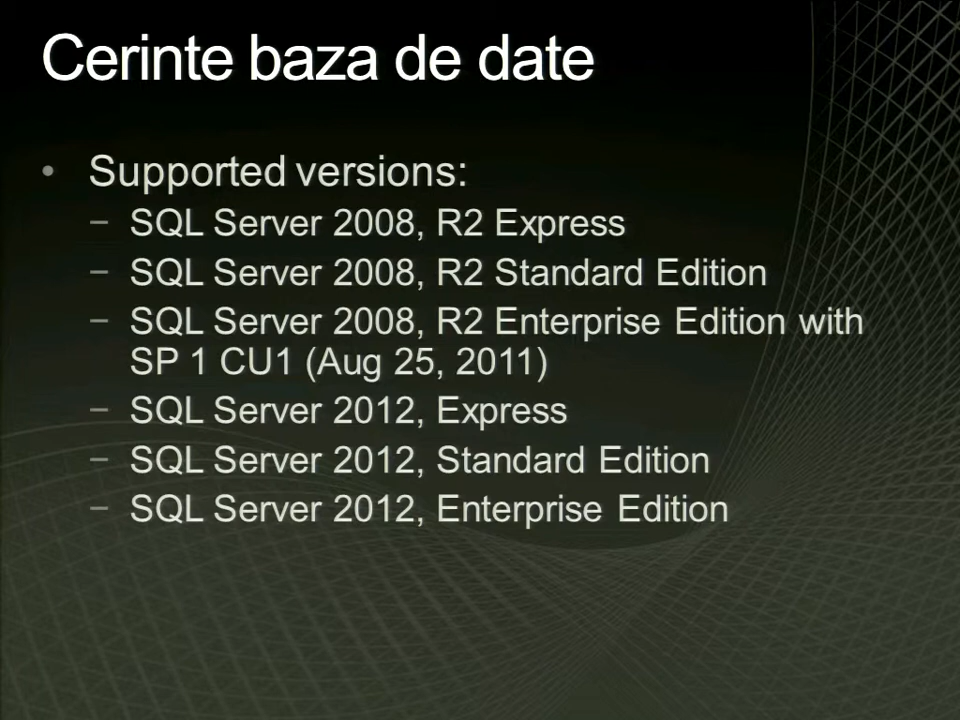 Cerinte baza de date
• Supported versions:
− SQL Server 2008, R2 Express
− SQL Server 2008, R2 Standard Edition
− SQL Server 2008, R2 Enterprise Edition with
SP 1 CU1 (Aug 25, 2011)
− SQL Server 2012, Express
− SQL Server 2012, Standard Edition
− SQL Server 2012, Enterprise Edition